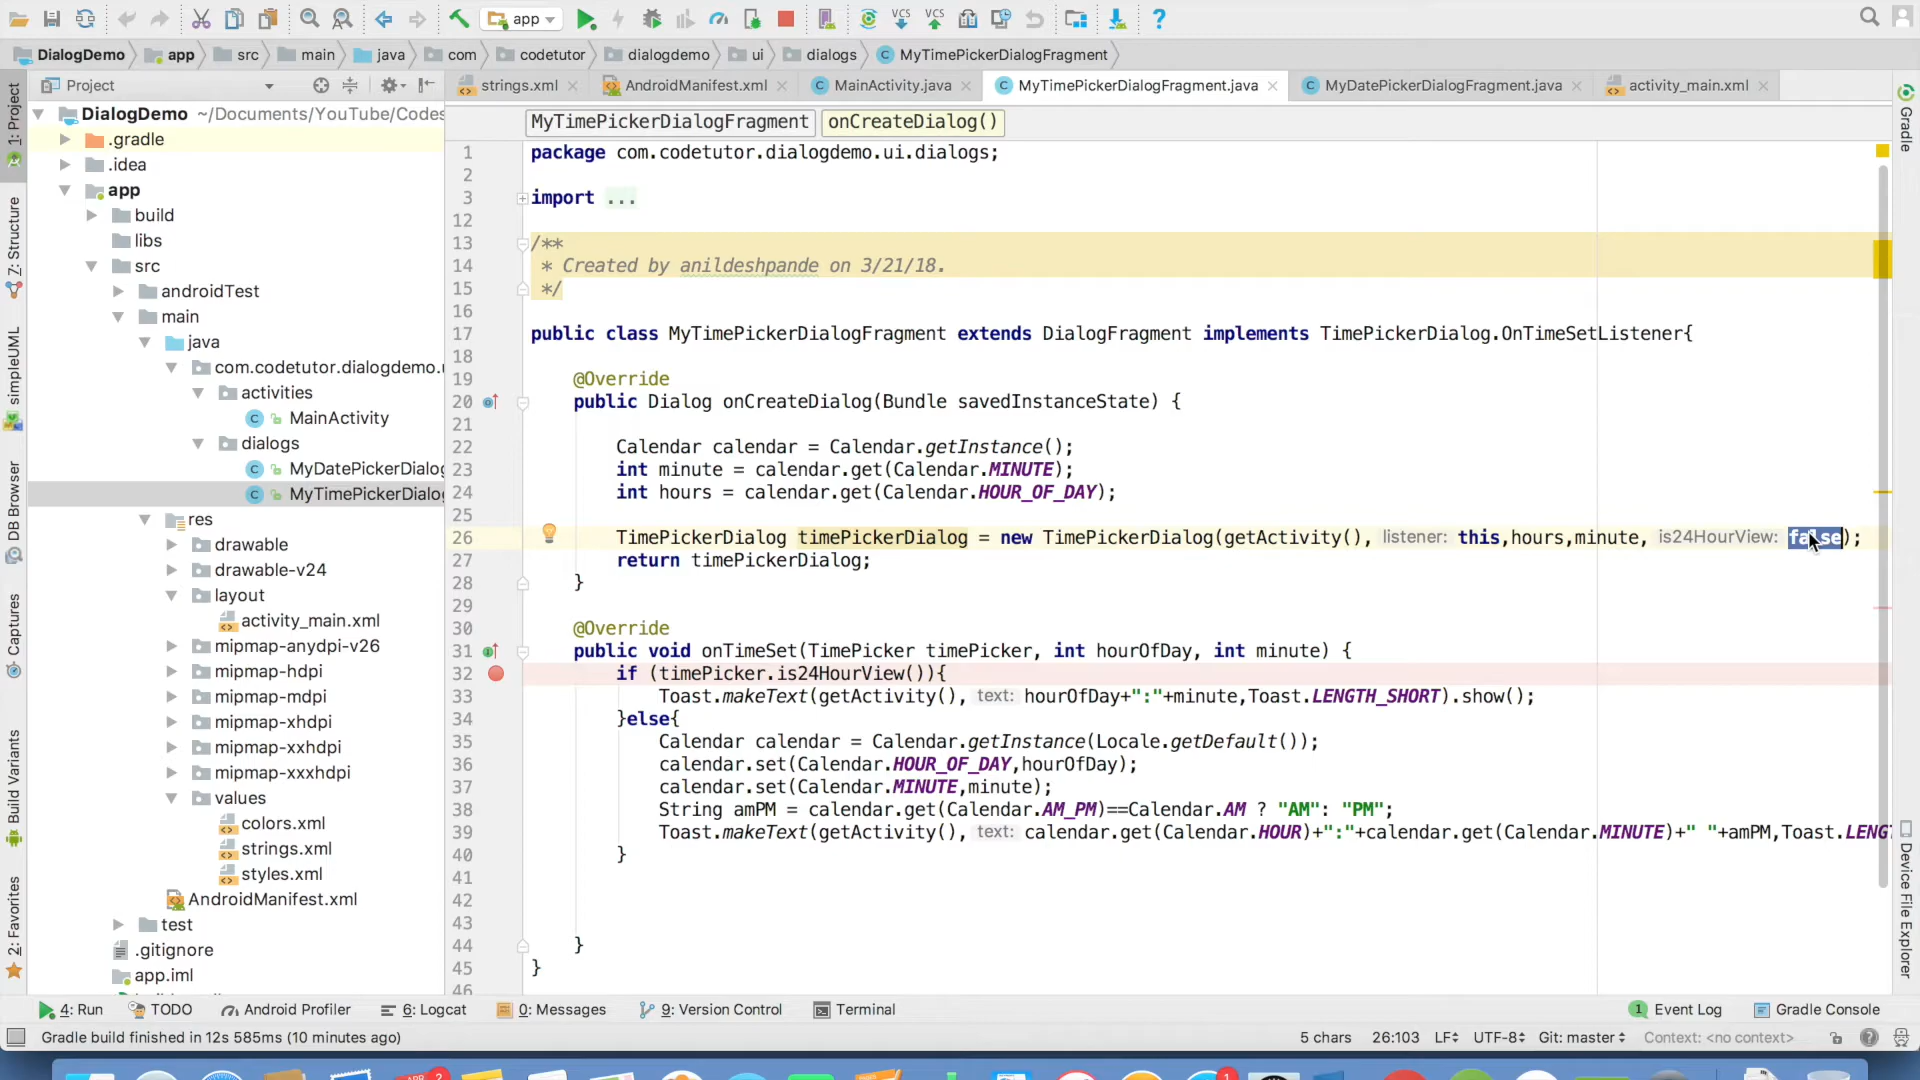 app
DialogDemo app src main java com codetutor dialogdemo ui dialogs MyTimePickerDialogFragment
Project
strings.xml AndroidManifest.xml MainActivity.java MyTimePickerDialogFragment.java MyDatePickerDialogFragment.java activity_main.xml
1: Project
Z: Structure
simpleUML
DB Browser
Captures
Build Variants
2: Favorites
DialogDemo ~/Documents/YouTube/Codes
.gradle
.idea
app
build
libs
src
androidTest
main
java
com.codetutor.dialogdemo.u
activities
MainActivity
dialogs
MyDatePickerDialog
MyTimePickerDialog
res
drawable
drawable-v24
layout
activity_main.xml
mipmap-anydpi-v26
mipmap-hdpi
mipmap-mdpi
mipmap-xhdpi
mipmap-xxhdpi
mipmap-xxxhdpi
values
colors.xml
strings.xml
styles.xml
AndroidManifest.xml
test
.gitignore
app.iml
MyTimePickerDialogFragment onCreateDialog()
1 package com.codetutor.dialogdemo.ui.dialogs;
2
3 import ...
12
13 /**
14 * Created by anildeshpande on 3/21/18.
15 */
16
17 public class MyTimePickerDialogFragment extends DialogFragment implements TimePickerDialog.OnTimeSetListener{
18
19 @Override
20 public Dialog onCreateDialog(Bundle savedInstanceState) {
21
22 Calendar calendar = Calendar.getInstance();
23 int minute = calendar.get(Calendar.MINUTE);
24 int hours = calendar.get(Calendar.HOUR_OF_DAY);
25
26 TimePickerDialog timePickerDialog = new TimePickerDialog(getActivity(), listener: this,hours,minute, is24HourView: false);
27 return timePickerDialog;
28 }
29
30 @Override
31 public void onTimeSet(TimePicker timePicker, int hourOfDay, int minute) {
32 if (timePicker.is24HourView()){
33 Toast.makeText(getActivity(), text: hourOfDay+":"+minute,Toast.LENGTH_SHORT).show();
34 }else{
35 Calendar calendar = Calendar.getInstance(Locale.getDefault());
36 calendar.set(Calendar.HOUR_OF_DAY,hourOfDay);
37 calendar.set(Calendar.MINUTE,minute);
38 String amPM = calendar.get(Calendar.AM_PM)==Calendar.AM ? "AM": "PM";
39 Toast.makeText(getActivity(), text: calendar.get(Calendar.HOUR)+":"+calendar.get(Calendar.MINUTE)+" "+amPM,Toast.LENG
40 }
41
42
43
44 }
45 }
46
Gradle
Device File Explorer
4: Run TODO Android Profiler 6: Logcat 0: Messages 9: Version Control Terminal 1 Event Log Gradle Console
Gradle build finished in 12s 585ms (10 minutes ago) 5 chars 26:103 LF UTF-8 Git: master Context: <no context>